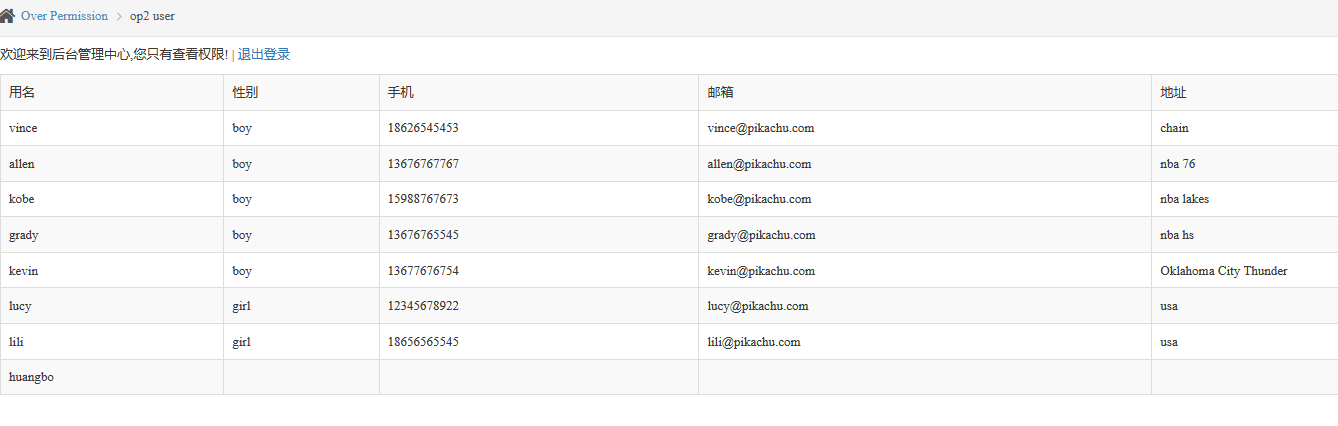 Over Permission > op2 user
欢迎来到后台管理中心,您只有查看权限! | 退出登录
用名 性别 手机 邮箱 地址
vince boy 18626545453 vince@pikachu.com chain
allen boy 13676767767 allen@pikachu.com nba 76
kobe boy 15988767673 kobe@pikachu.com nba lakes
grady boy 13676765545 grady@pikachu.com nba hs
kevin boy 13677676754 kevin@pikachu.com Oklahoma City Thunder
lucy girl 12345678922 lucy@pikachu.com usa
lili girl 18656565545 lili@pikachu.com usa
huangbo